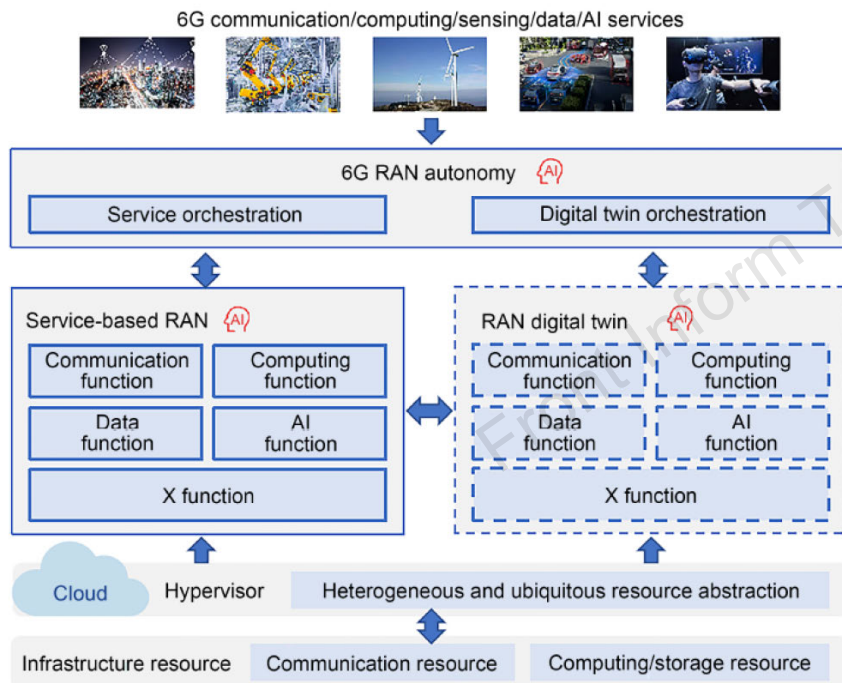 6G communication/computing/sensing/data/AI services
6G RAN autonomy
AI
Service orchestration
Digital twin orchestration
Service-based RAN
AI
Communication
function
Computing
function
Data
function
AI
function
X function
RAN digital twin
AI
Communication
function
Computing
function
Data
function
AI
function
X function
Cloud
Hypervisor
Heterogeneous and ubiquitous resource abstraction
Infrastructure resource
Communication resource
Computing/storage resource
Front Inform T